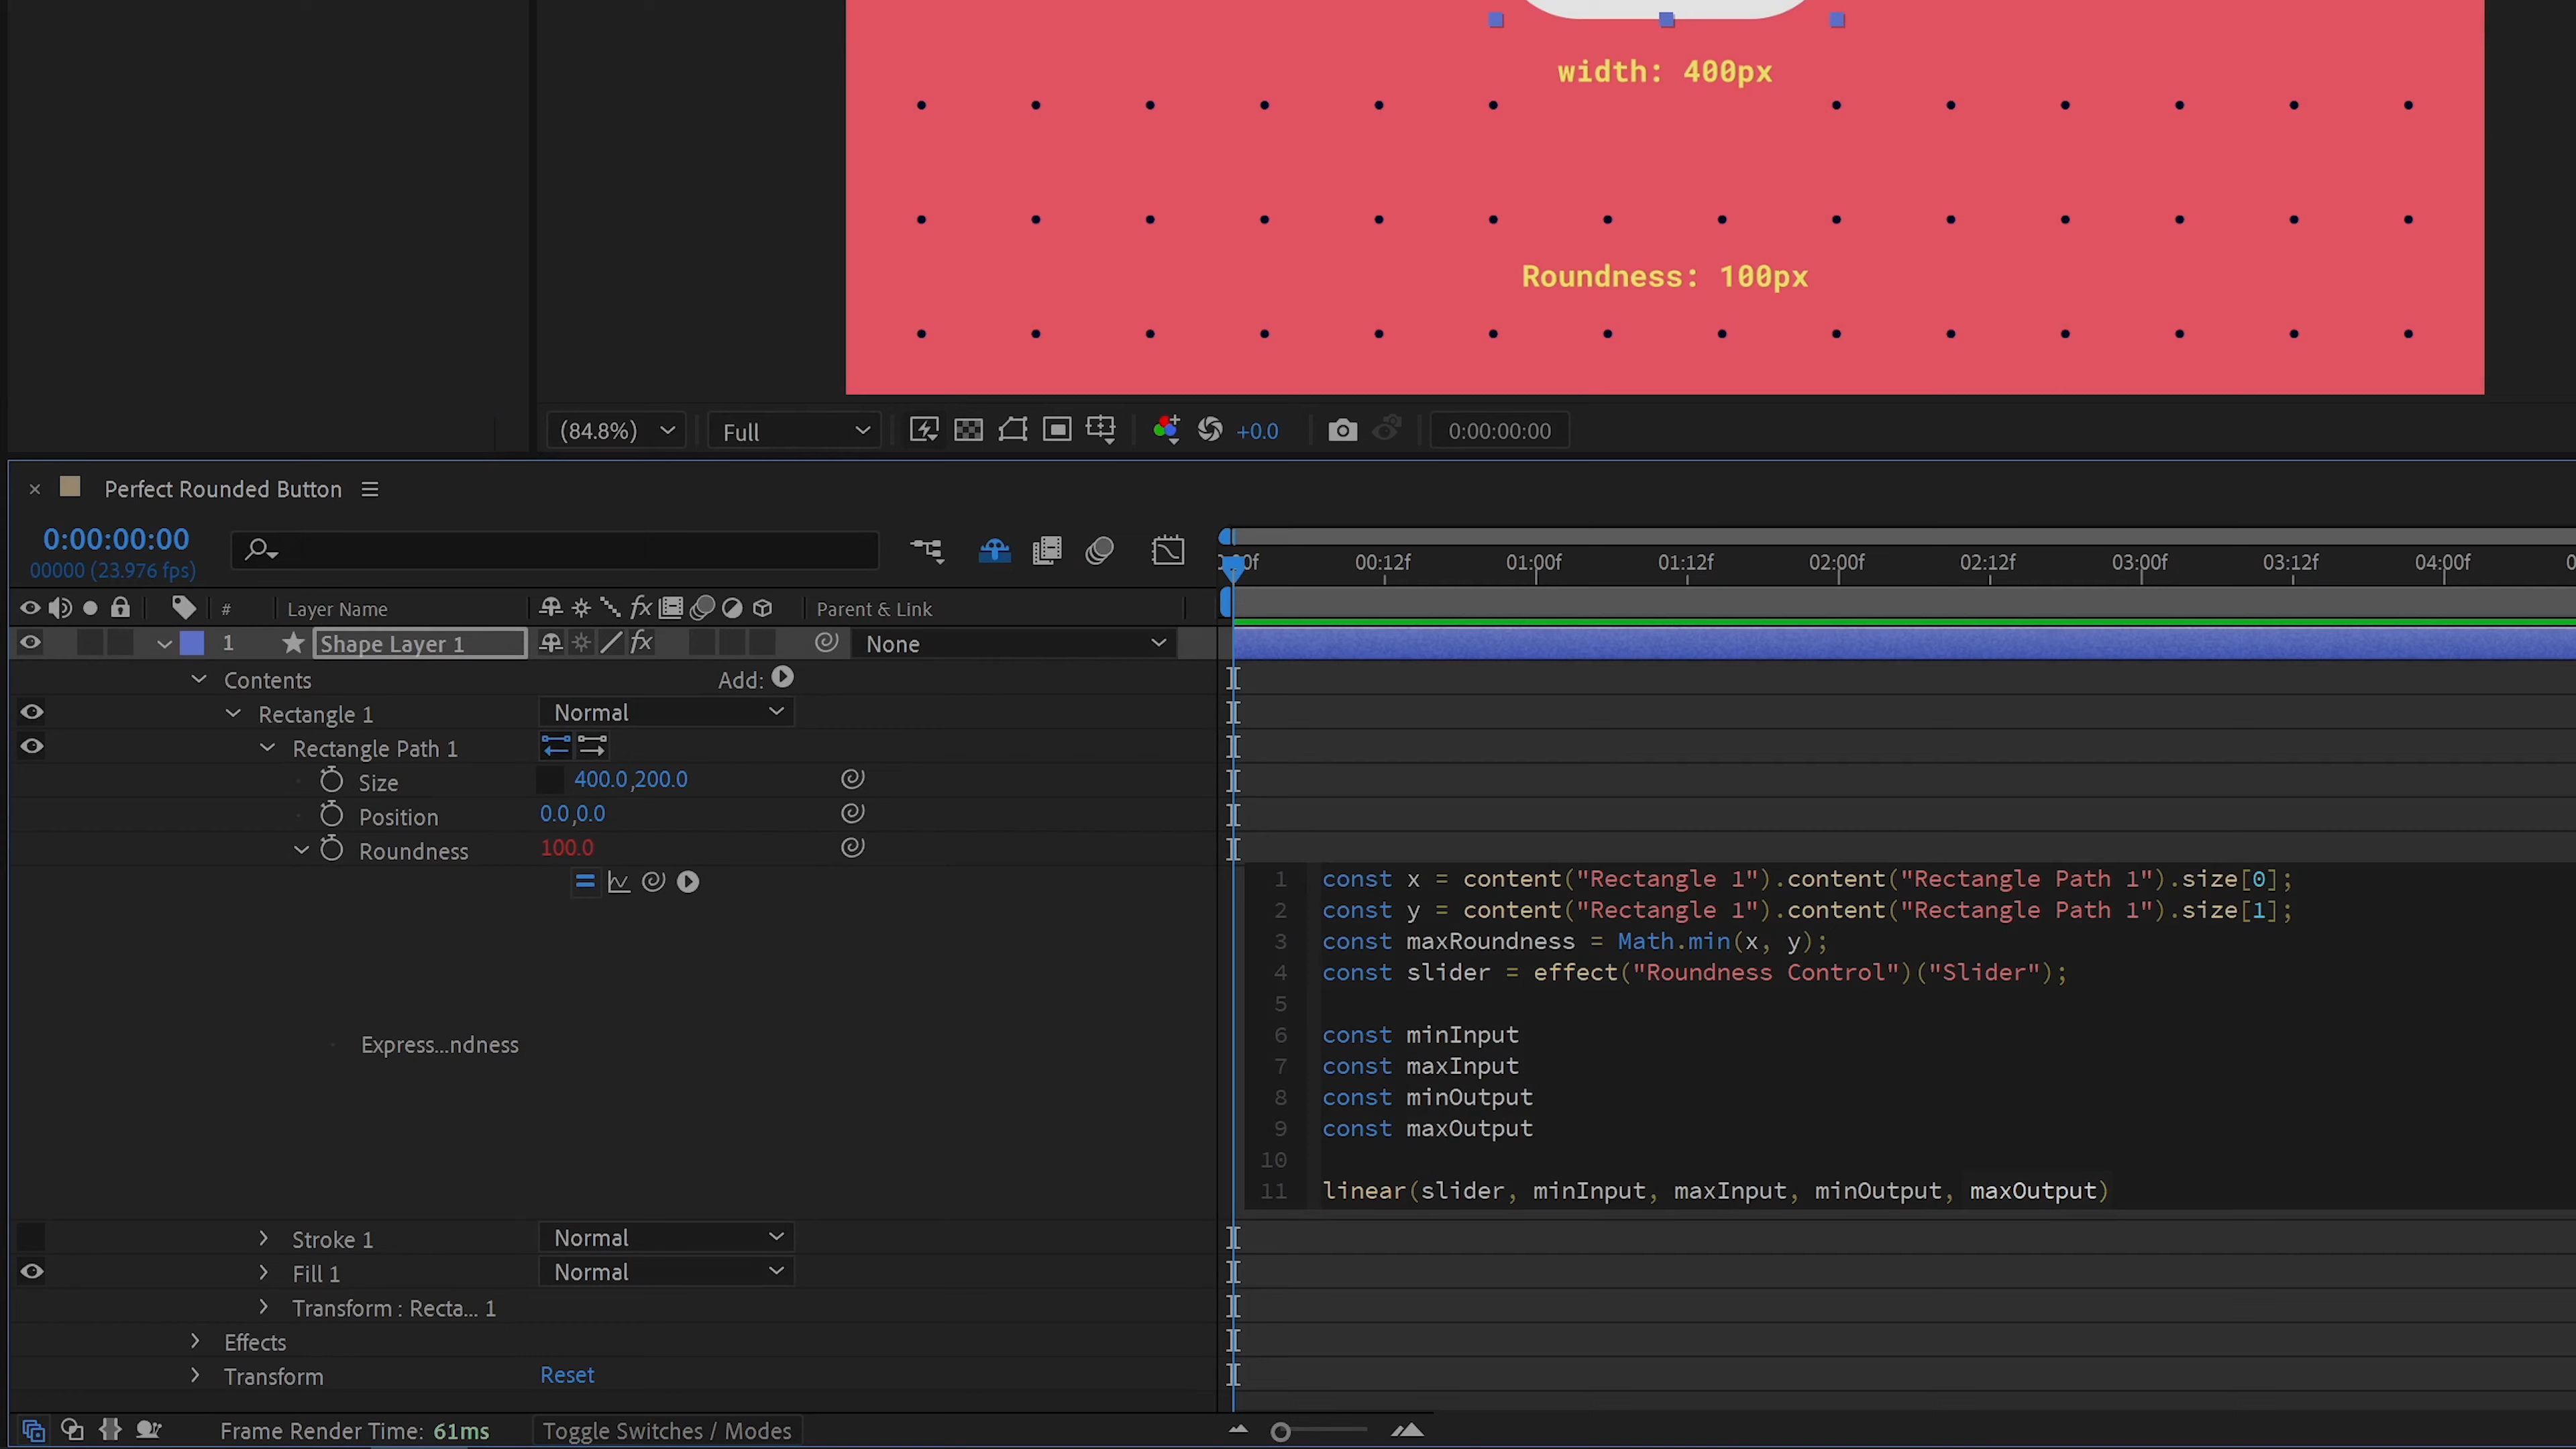 width: 400px
Roundness: 100px
(84.8%)
Full
+0.0
0:00:00:00
× Perfect Rounded Button
0:00:00:00
00000 (23.976 fps)
00:12f 01:00f 01:12f 02:00f 02:12f 03:00f 03:12f 04:00f
# Layer Name fx Parent & Link
1 Shape Layer 1 fx None
Contents Add:
Rectangle 1 Normal
Rectangle Path 1
Size 400.0,200.0
Position 0.0,0.0
Roundness 100.0
Express...ndness
1 const x = content("Rectangle 1").content("Rectangle Path 1").size[0];
2 const y = content("Rectangle 1").content("Rectangle Path 1").size[1];
3 const maxRoundness = Math.min(x, y);
4 const slider = effect("Roundness Control")("Slider");
5
6 const minInput
7 const maxInput
8 const minOutput
9 const maxOutput
10
11 linear(slider, minInput, maxInput, minOutput, maxOutput)
Stroke 1 Normal
Fill 1 Normal
Transform : Recta... 1
Effects
Transform Reset
Frame Render Time: 61ms Toggle Switches / Modes